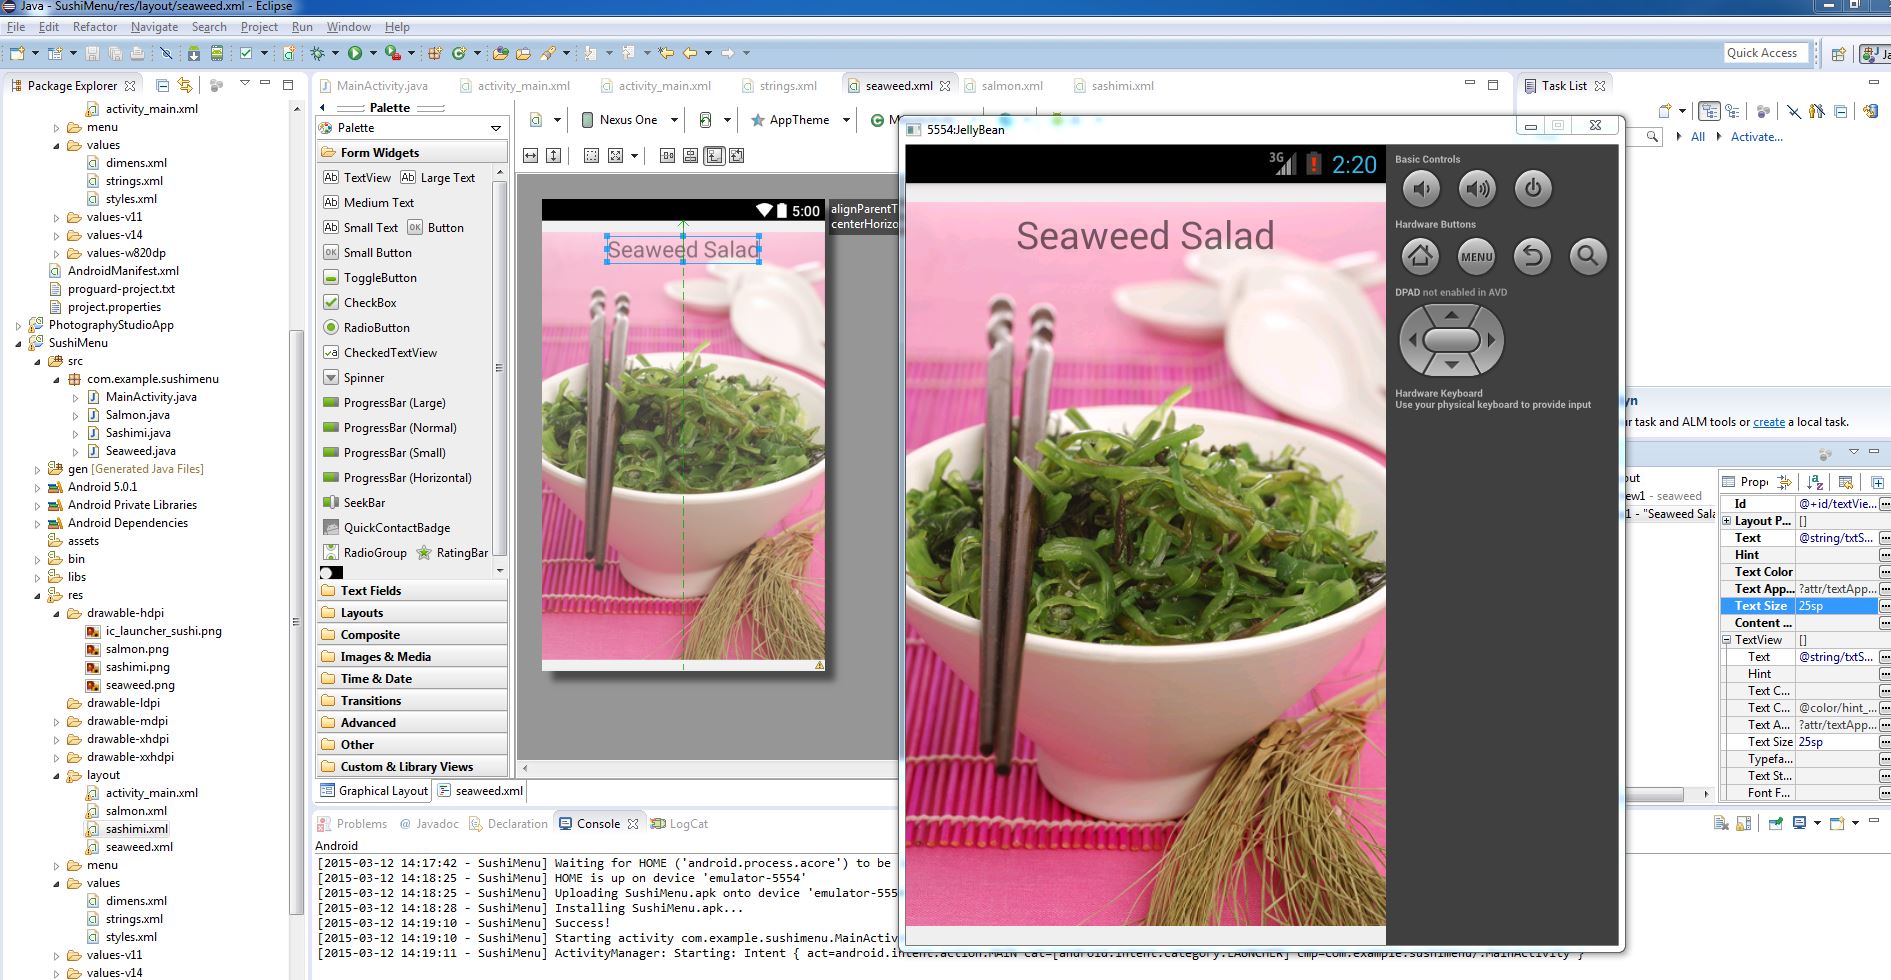 Java - SushiMenu/res/layout/seaweed.xml - Eclipse
File Edit Refactor Navigate Search Project Run Window Help
Quick Access
Package Explorer
activity_main.xml
menu
values
dimens.xml
strings.xml
styles.xml
values-v11
values-v14
values-w820dp
AndroidManifest.xml
proguard-project.txt
project.properties
PhotographyStudioApp
SushiMenu
src
com.example.sushimenu
MainActivity.java
Salmon.java
Sashimi.java
Seaweed.java
gen [Generated Java Files]
Android 5.0.1
Android Private Libraries
Android Dependencies
assets
bin
libs
res
drawable-hdpi
ic_launcher_sushi.png
salmon.png
sashimi.png
seaweed.png
drawable-ldpi
drawable-mdpi
drawable-xhdpi
drawable-xxhdpi
layout
activity_main.xml
salmon.xml
sashimi.xml
seaweed.xml
menu
values
dimens.xml
strings.xml
styles.xml
values-v11
values-v14
MainActivity.java activity_main.xml activity_main.xml strings.xml seaweed.xml salmon.xml sashimi.xml
Palette
Palette
Form Widgets
Ab TextView Ab Large Text
Ab Medium Text
Ab Small Text OK Button
OK Small Button
ToggleButton
CheckBox
RadioButton
CheckedTextView
Spinner
ProgressBar (Large)
ProgressBar (Normal)
ProgressBar (Small)
ProgressBar (Horizontal)
SeekBar
QuickContactBadge
RadioGroup RatingBar
Text Fields
Layouts
Composite
Images & Media
Time & Date
Transitions
Advanced
Other
Custom & Library Views
Graphical Layout seaweed.xml
Nexus One AppTheme
5:00
alignParentT
centerHorizo
Seaweed Salad
5554:JellyBean
3G 2:20
Seaweed Salad
Basic Controls
Hardware Buttons
MENU
DPAD not enabled in AVD
Hardware Keyboard
Use your physical keyboard to provide input
Task List
All Activate...
yn
ur task and ALM tools or create a local task.
out
ew1 - seaweed
1 - "Seaweed Sala
Prope
Id @+id/textVie...
Layout P... []
Text @string/txtS...
Hint
Text Color
Text App... ?attr/textApp...
Text Size 25sp
Content ...
TextView []
Text @string/txtS...
Hint
Text C...
Text C... @color/hint_...
Text A... ?attr/textApp...
Text Size 25sp
Typefa...
Text St...
Font F...
Problems @ Javadoc Declaration Console LogCat
Android
[2015-03-12 14:17:42 - SushiMenu] Waiting for HOME ('android.process.acore') to be
[2015-03-12 14:18:25 - SushiMenu] HOME is up on device 'emulator-5554'
[2015-03-12 14:18:25 - SushiMenu] Uploading SushiMenu.apk onto device 'emulator-555
[2015-03-12 14:18:28 - SushiMenu] Installing SushiMenu.apk...
[2015-03-12 14:19:10 - SushiMenu] Success!
[2015-03-12 14:19:10 - SushiMenu] Starting activity com.example.sushimenu.MainActiv
[2015-03-12 14:19:11 - SushiMenu] ActivityManager: Starting: Intent { act=android.intent.action.MAIN cat=[android.intent.category.LAUNCHER] cmp=com.example.sushimenu/.MainActivity }